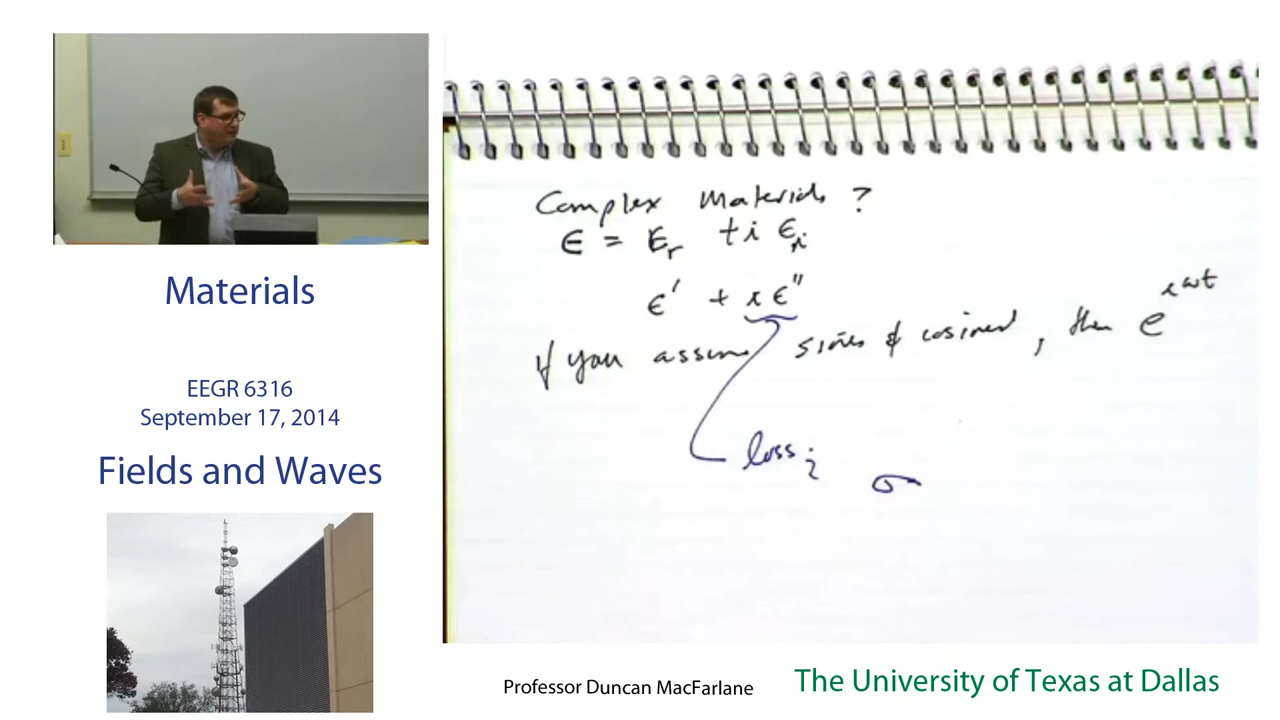 Materials
EEGR 6316
September 17, 2014
Fields and Waves
Complex Materials ?
ϵ = ϵr + i ϵi
ϵ' + i ϵ''
If you assume sines & cosines, then e^iωt
loss;
σ
Professor Duncan MacFarlane
The University of Texas at Dallas